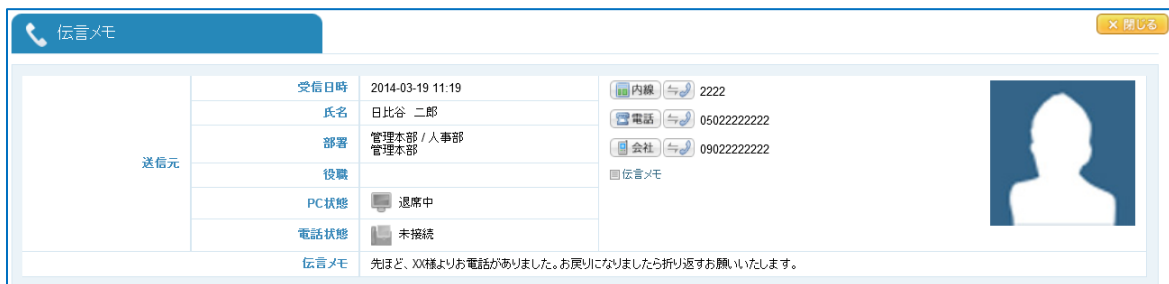 伝言メモ
× 閉じる
送信元
受信日時 2014-03-19 11:19
氏名 日比谷 二郎
部署 管理本部 / 人事部
管理本部
役職
PC状態 退席中
電話状態 未接続
内線 2222
電話 05022222222
会社 09022222222
伝言メモ
伝言メモ 先ほど、XX様よりお電話がありました。お戻りになりましたら折り返すお願いいたします。